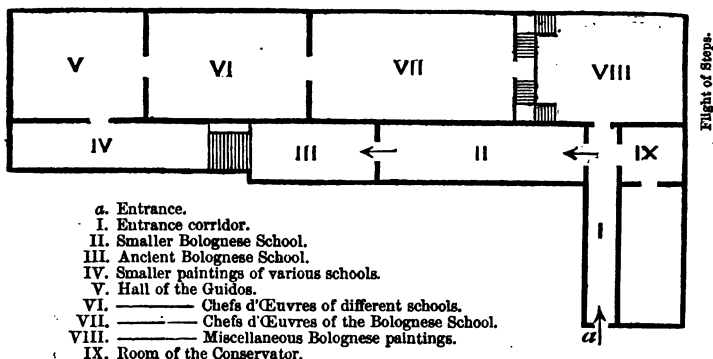 V
VI
VII
VIII
Flight of Steps.
IV
III
II
IX
I
a
a. Entrance.
I. Entrance corridor.
II. Smaller Bolognese School.
III. Ancient Bolognese School.
IV. Smaller paintings of various schools.
V. Hall of the Guidos.
VI. ——— Chefs d'Œuvres of different schools.
VII. ——— Chefs d'Œuvres of the Bolognese School.
VIII. ——— Miscellaneous Bolognese paintings.
IX. Room of the Conservator.